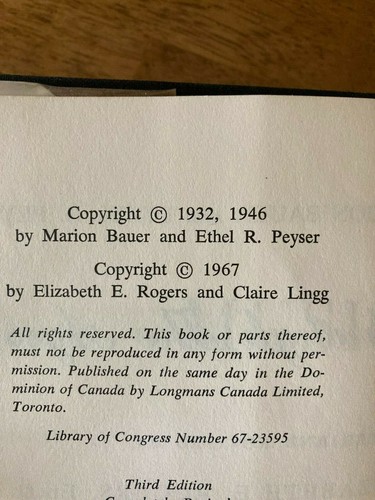 Copyright © 1932, 1946
by Marion Bauer and Ethel R. Peyser
Copyright © 1967
by Elizabeth E. Rogers and Claire Lingg
All rights reserved. This book or parts thereof,
must not be reproduced in any form without per-
mission. Published on the same day in the Do-
minion of Canada by Longmans Canada Limited,
Toronto.
Library of Congress Number 67-23595
Third Edition